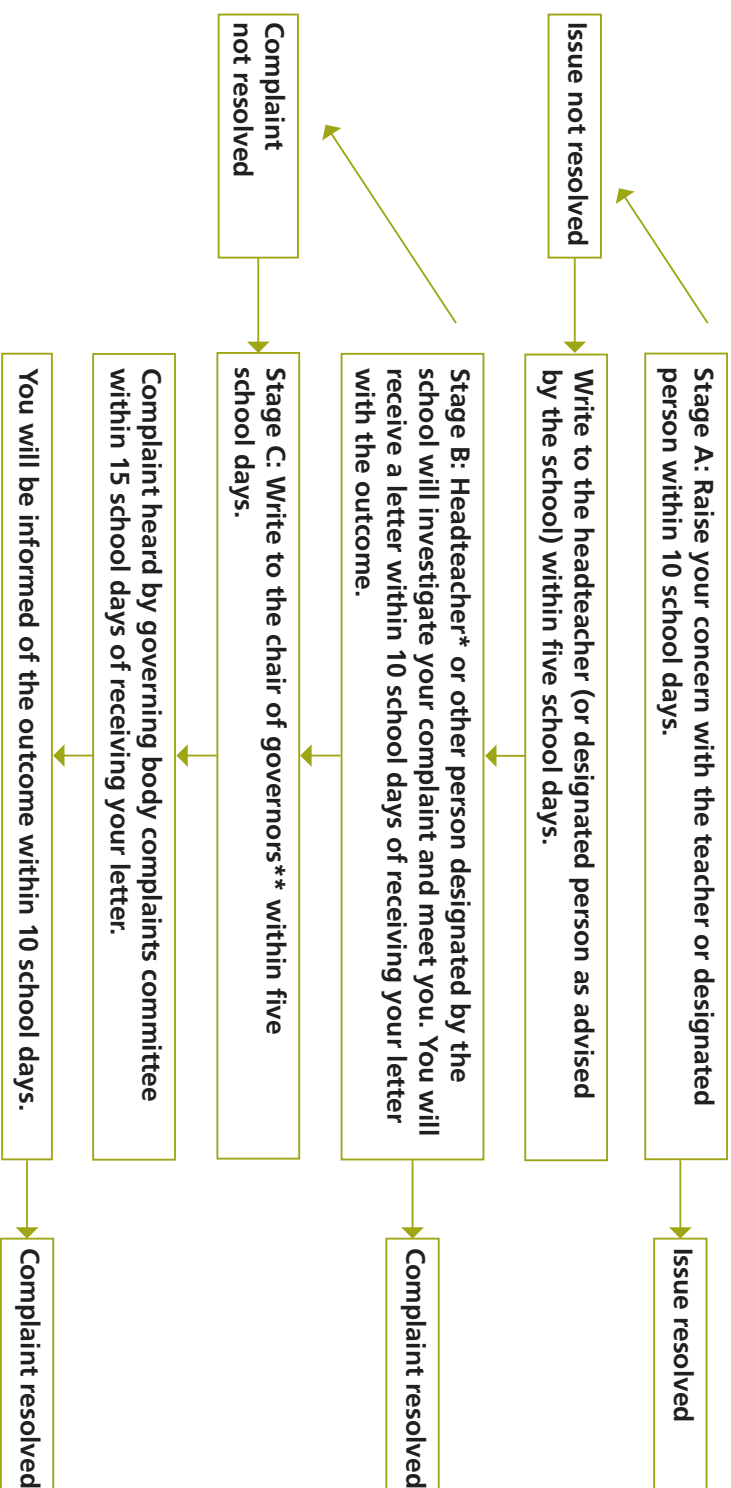 Stage A: Raise your concern with the teacher or designated
person within 10 school days.
Issue resolved
Issue not resolved
Write to the headteacher (or designated person as advised
by the school) within five school days.
Stage B: Headteacher* or other person designated by the
school will investigate your complaint and meet you. You will
receive a letter within 10 school days of receiving your letter
with the outcome.
Complaint resolved
Complaint
not resolved
Stage C: Write to the chair of governors** within five
school days.
Complaint heard by governing body complaints committee
within 15 school days of receiving your letter.
You will be informed of the outcome within 10 school days.
Complaint resolved